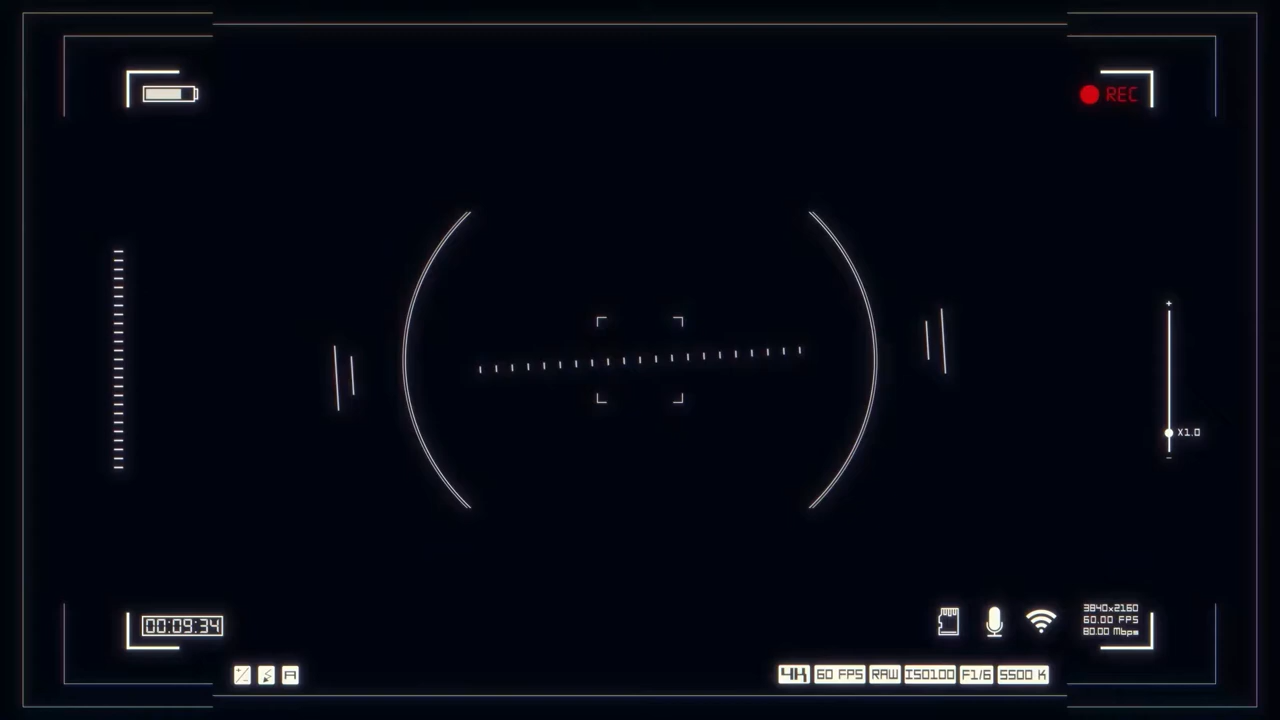 REC
X1.0
00:09:34
3840x2160
60.00 FPS
80.00 Mbps
A
4K 60 FPS RAW ISO100 F1/6 5500 K